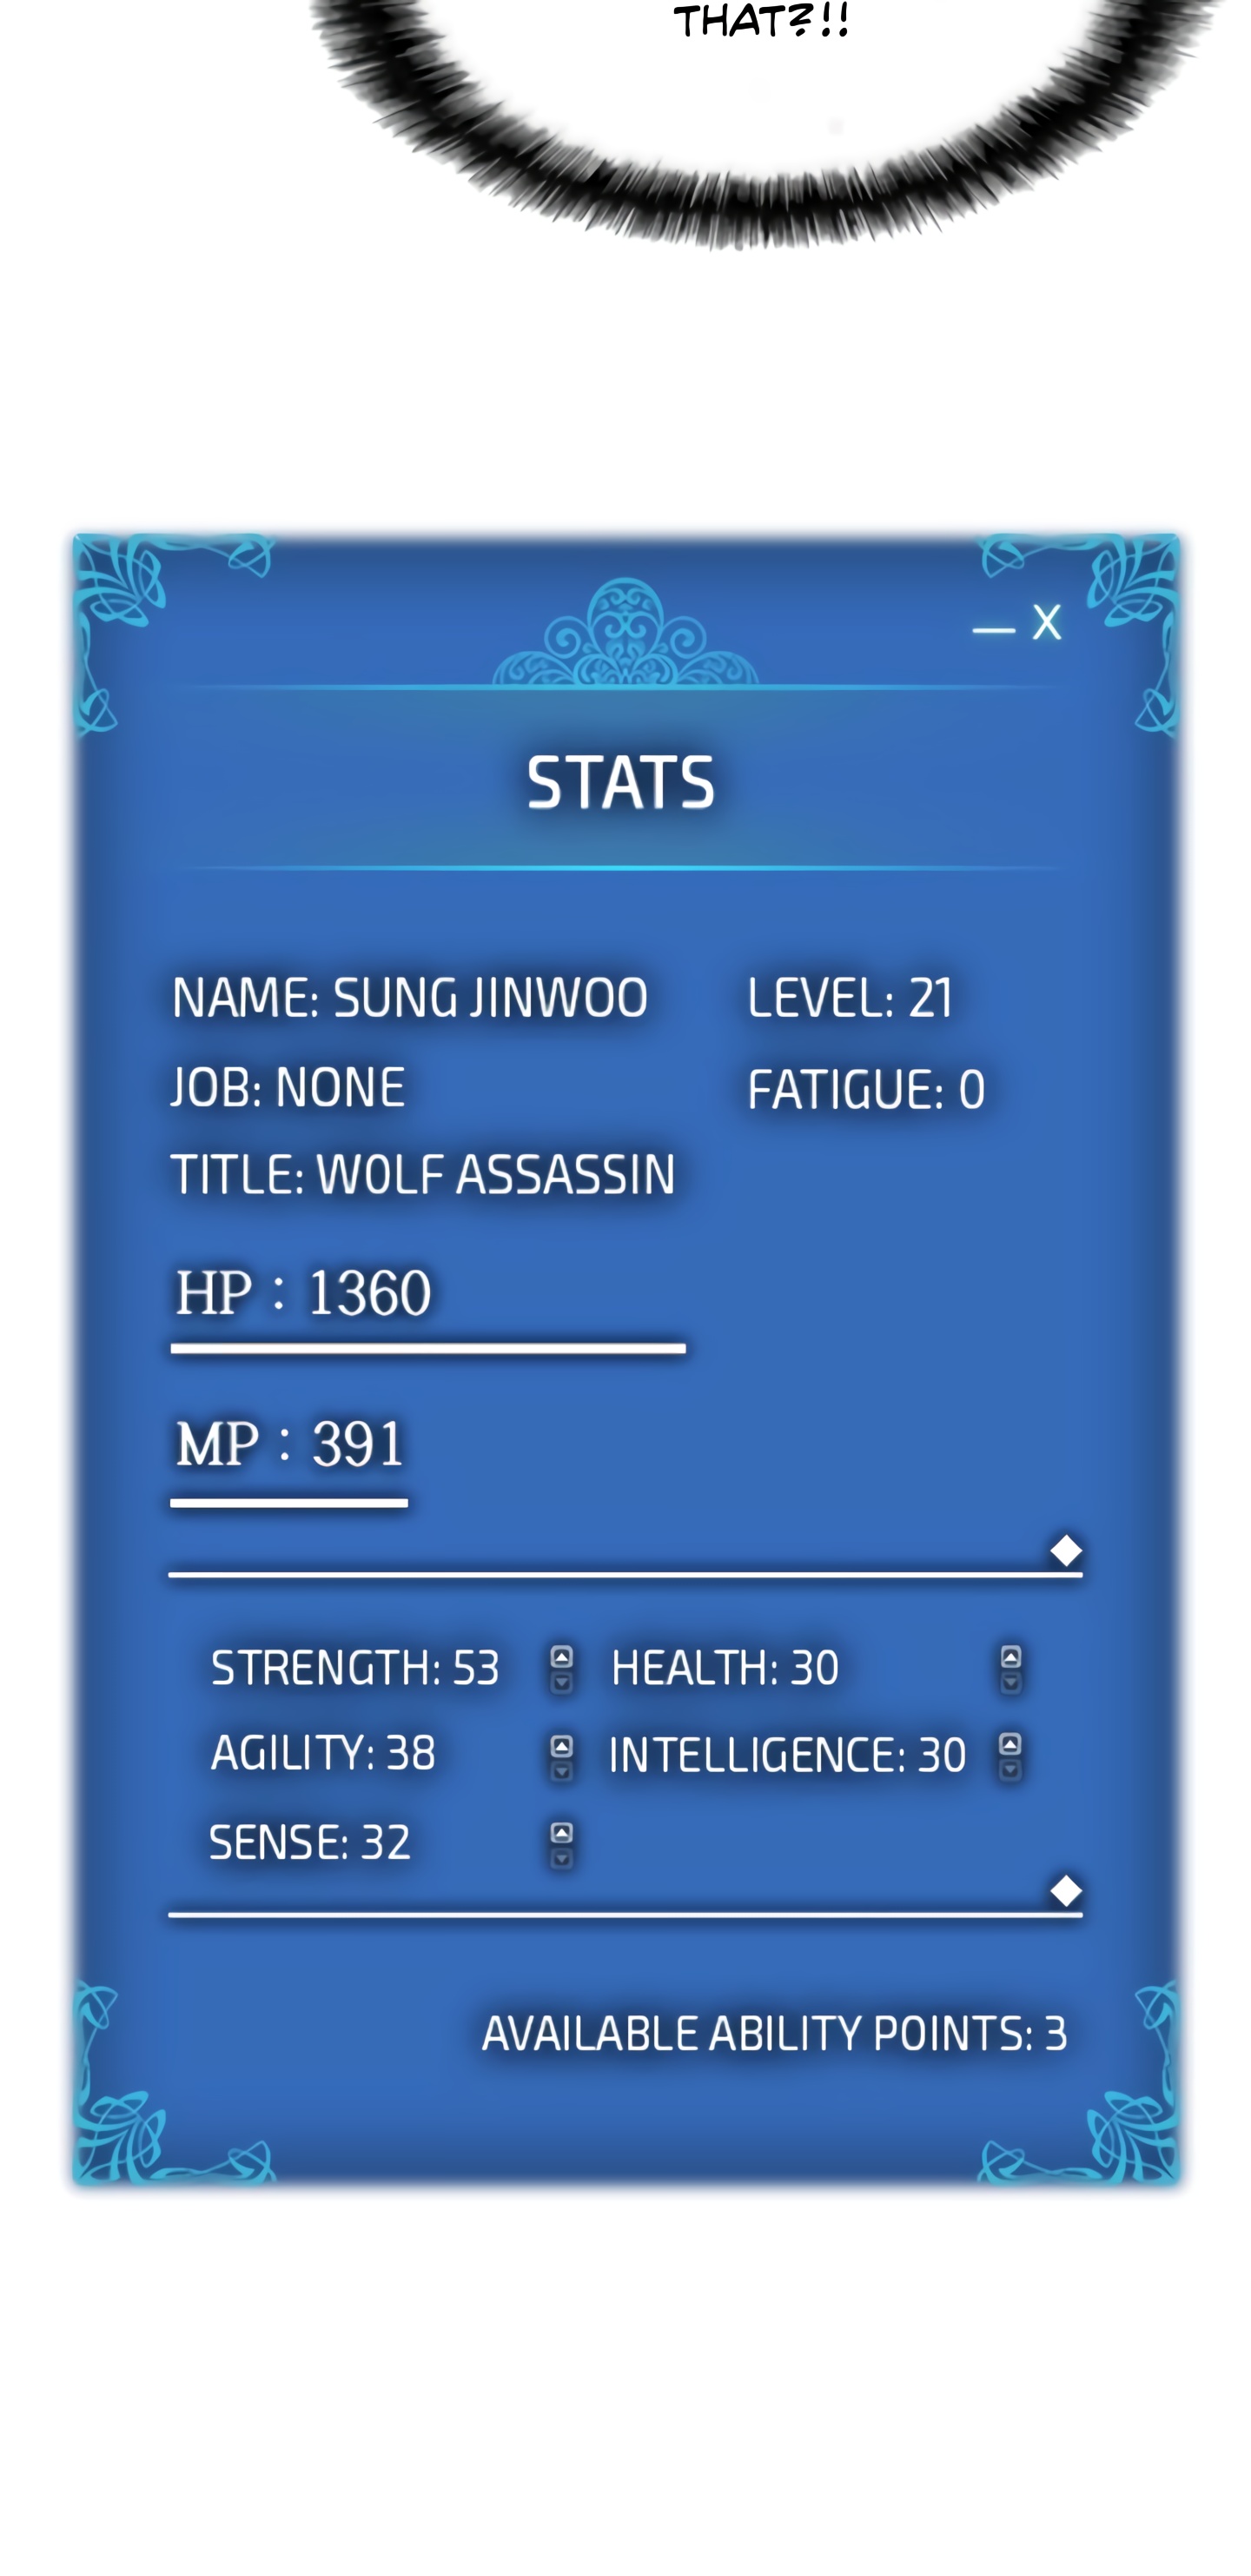 THAT?!!
— X
STATS
NAME: SUNG JINWOO LEVEL: 21
JOB: NONE FATIGUE: 0
TITLE: WOLF ASSASSIN
HP : 1360
MP : 391
STRENGTH: 53 HEALTH: 30
AGILITY: 38 INTELLIGENCE: 30
SENSE: 32
AVAILABLE ABILITY POINTS: 3